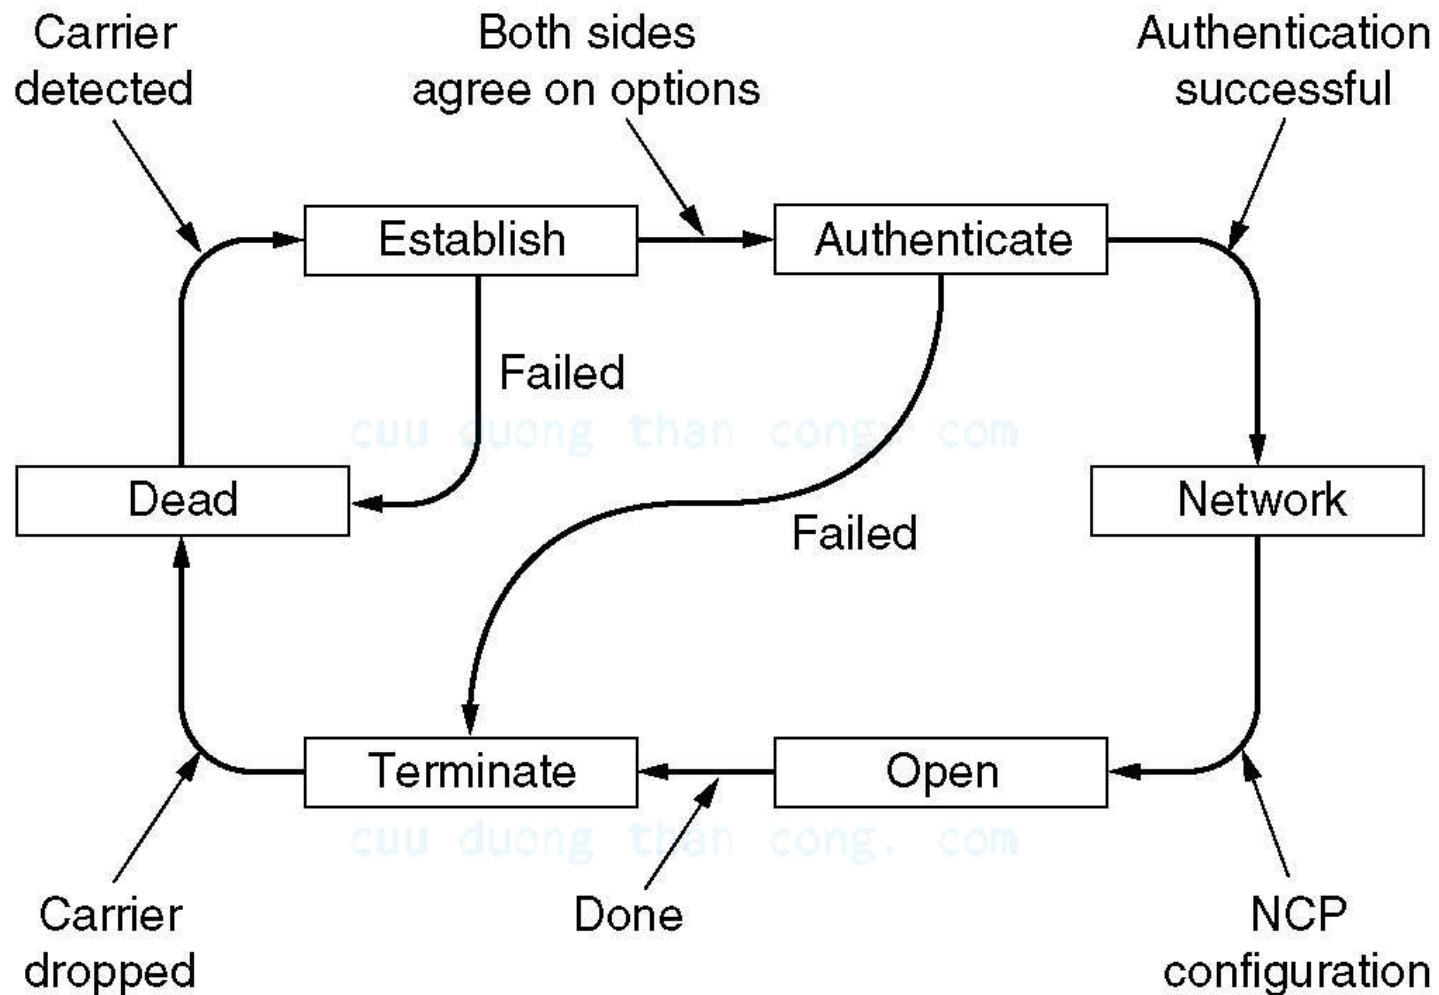 Carrier
detected
Both sides
agree on options
Authentication
successful
Establish
Authenticate
Failed
cuu duong than cong. com
Dead
Network
Failed
Terminate
Open
cuu duong than cong. com
Carrier
dropped
Done
NCP
configuration